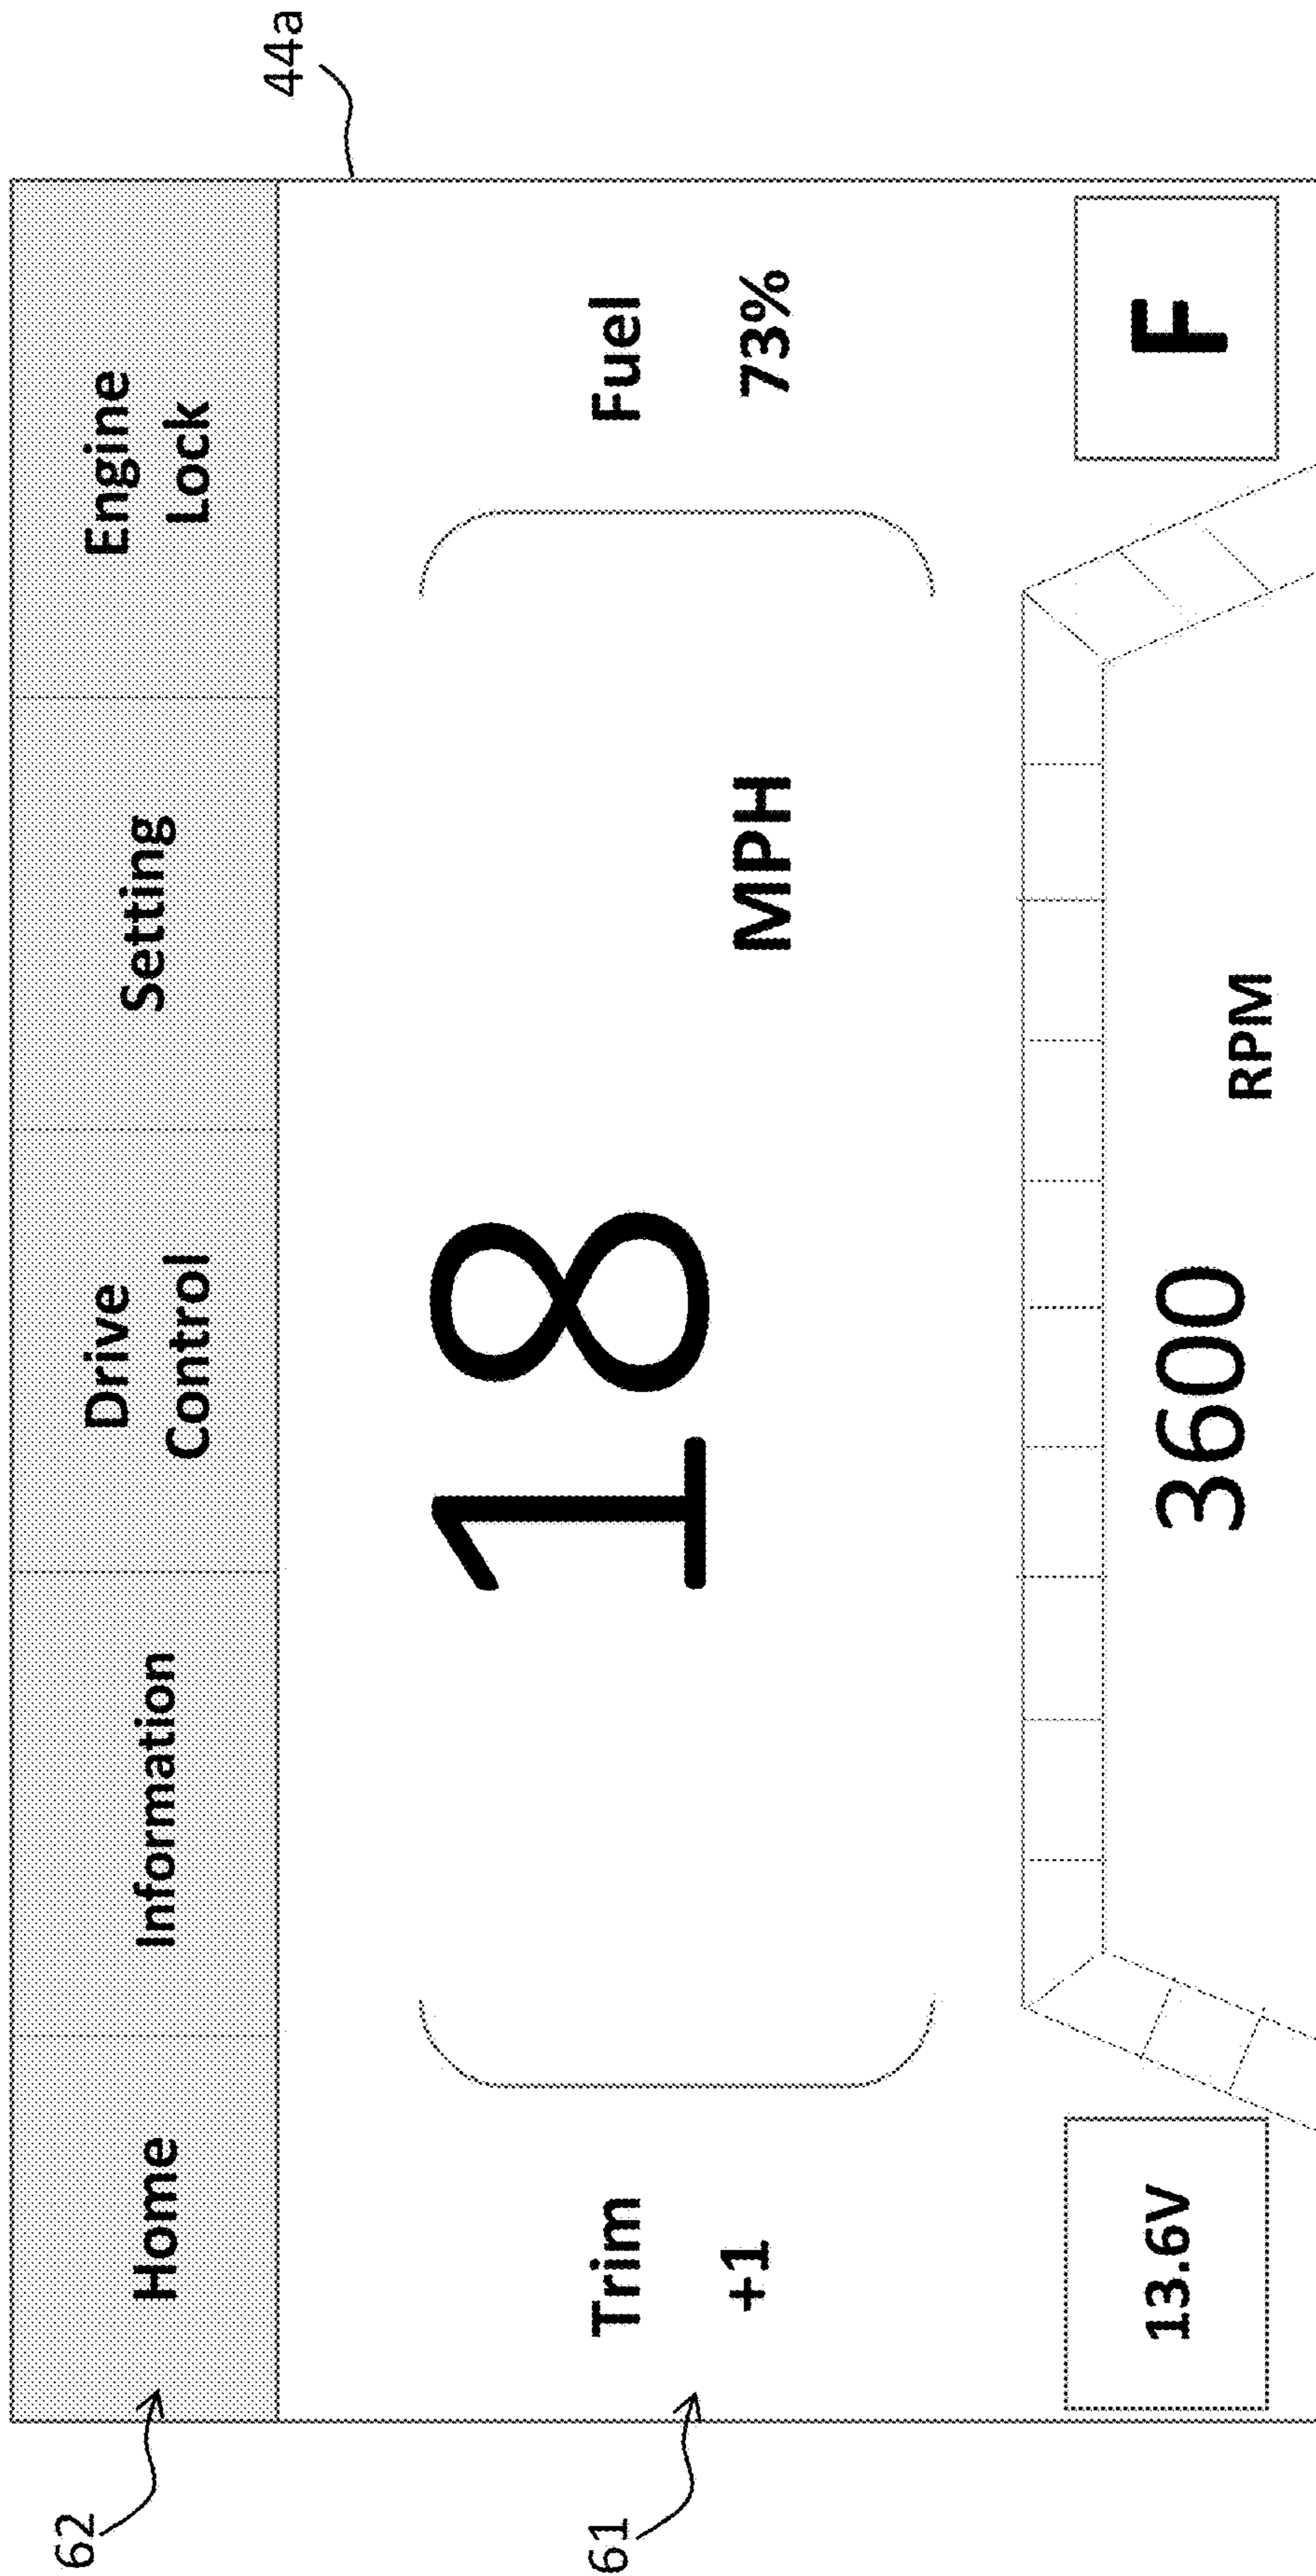 44a
62
Home
Information
Drive
Control
Setting
Engine
Lock
61
Trim
+1
18
MPH
Fuel
73%
13.6V
3600
RPM
F